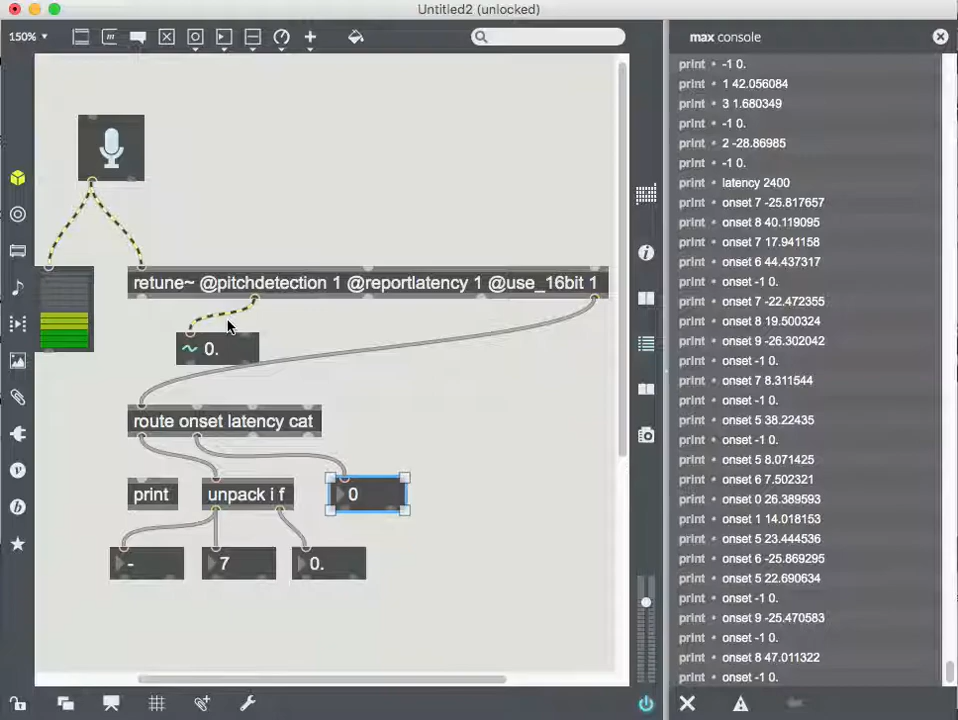 Untitled2 (unlocked)
150%
max console
retune~ @pitchdetection 1 @reportlatency 1 @use_16bit 1
~ 0.
route onset latency cat
print
unpack i f
0
-
7
0.
print • -1 0.
print • 1 42.056084
print • 3 1.680349
print • -1 0.
print • 2 -28.86985
print • -1 0.
print • latency 2400
print • onset 7 -25.817657
print • onset 8 40.119095
print • onset 7 17.941158
print • onset 6 44.437317
print • onset -1 0.
print • onset 7 -22.472355
print • onset 8 19.500324
print • onset 9 -26.302042
print • onset -1 0.
print • onset 7 8.311544
print • onset -1 0.
print • onset 5 38.22435
print • onset -1 0.
print • onset 5 8.071425
print • onset 6 7.502321
print • onset 0 26.389593
print • onset 1 14.018153
print • onset 5 23.444536
print • onset 6 -25.869295
print • onset 5 22.690634
print • onset -1 0.
print • onset 9 -25.470583
print • onset -1 0.
print • onset 8 47.011322
print • onset -1 0.